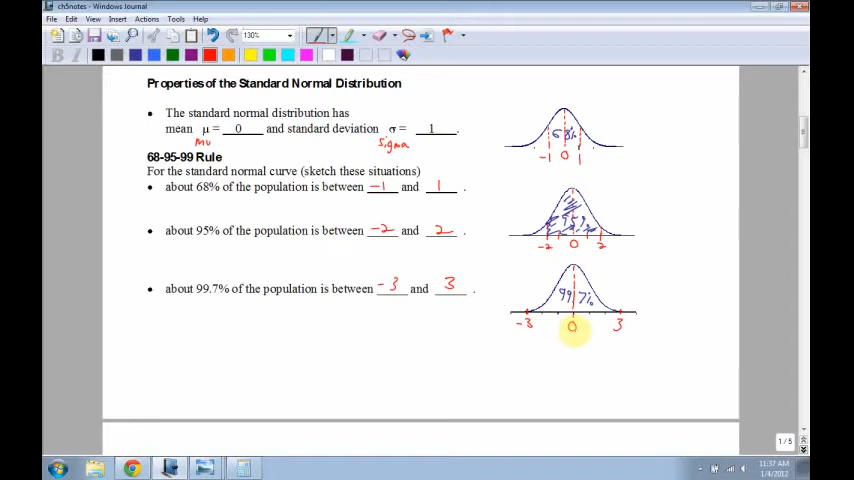 ch5notes - Windows Journal
File Edit View Insert Actions Tools Help
130%
B I
Properties of the Standard Normal Distribution
• The standard normal distribution has
mean μ = 0 and standard deviation σ = 1.
mu sigma
68%
-1 0 1
68-95-99 Rule
For the standard normal curve (sketch these situations)
• about 68% of the population is between -1 and 1.
95%
• about 95% of the population is between -2 and 2.
-2 0 2
• about 99.7% of the population is between -3 and 3.
99.7%
-3 0 3
1 / 5
11:37 AM
1/4/2012